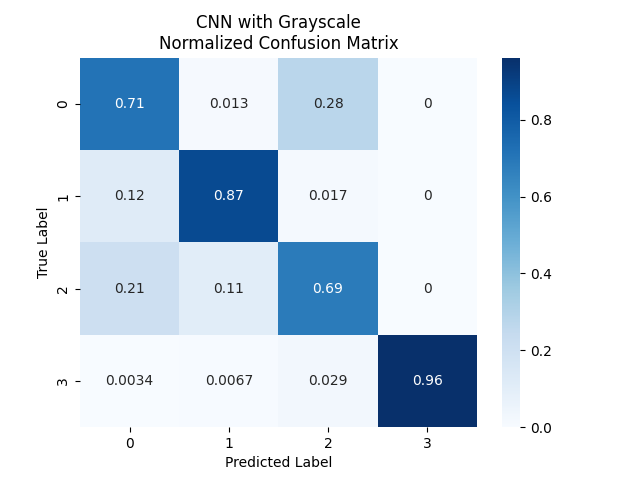 CNN with Grayscale
Normalized Confusion Matrix
0 0.71 0.013 0.28 0
1 0.12 0.87 0.017 0
2 0.21 0.11 0.69 0
3 0.0034 0.0067 0.029 0.96
0 1 2 3
True Label
Predicted Label
0.8
0.6
0.4
0.2
0.0